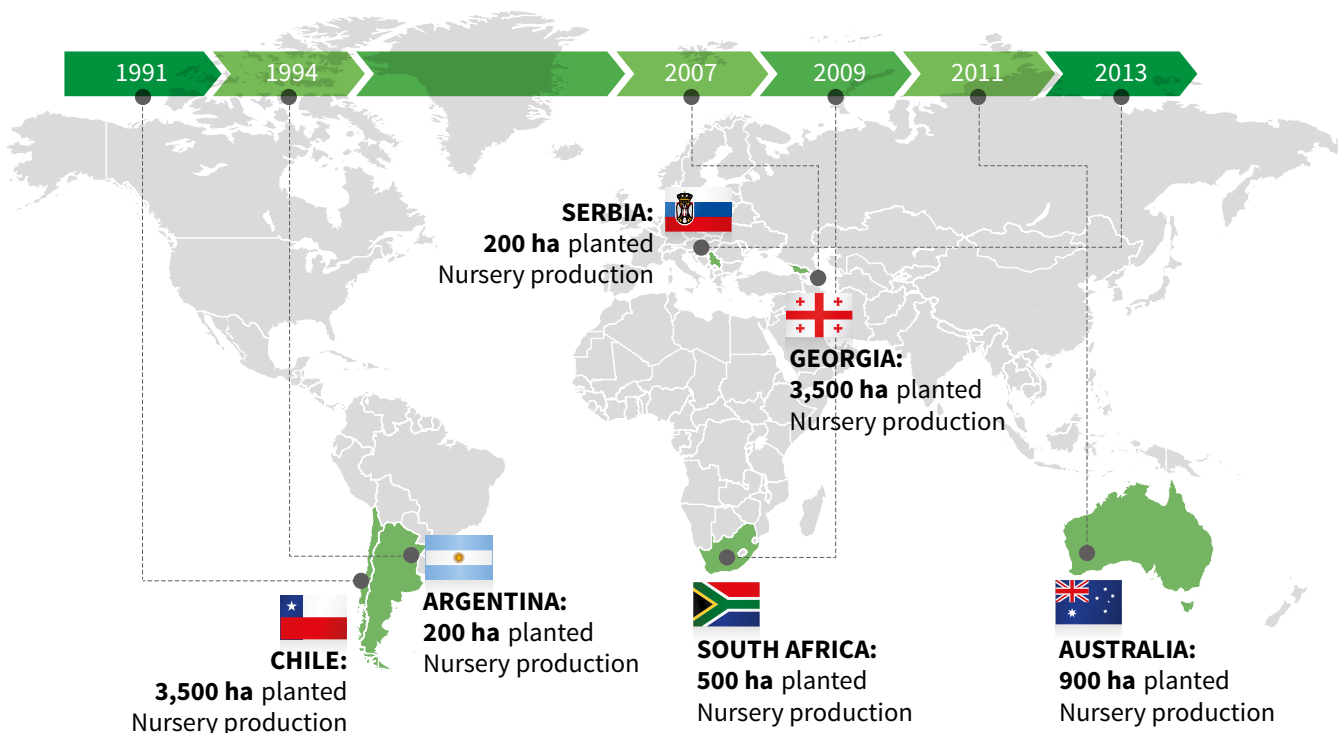 1991
1994
2007
2009
2011
2013
SERBIA:
200 ha planted
Nursery production
GEORGIA:
3,500 ha planted
Nursery production
ARGENTINA:
200 ha planted
Nursery production
CHILE:
3,500 ha planted
Nursery production
SOUTH AFRICA:
500 ha planted
Nursery production
AUSTRALIA:
900 ha planted
Nursery production